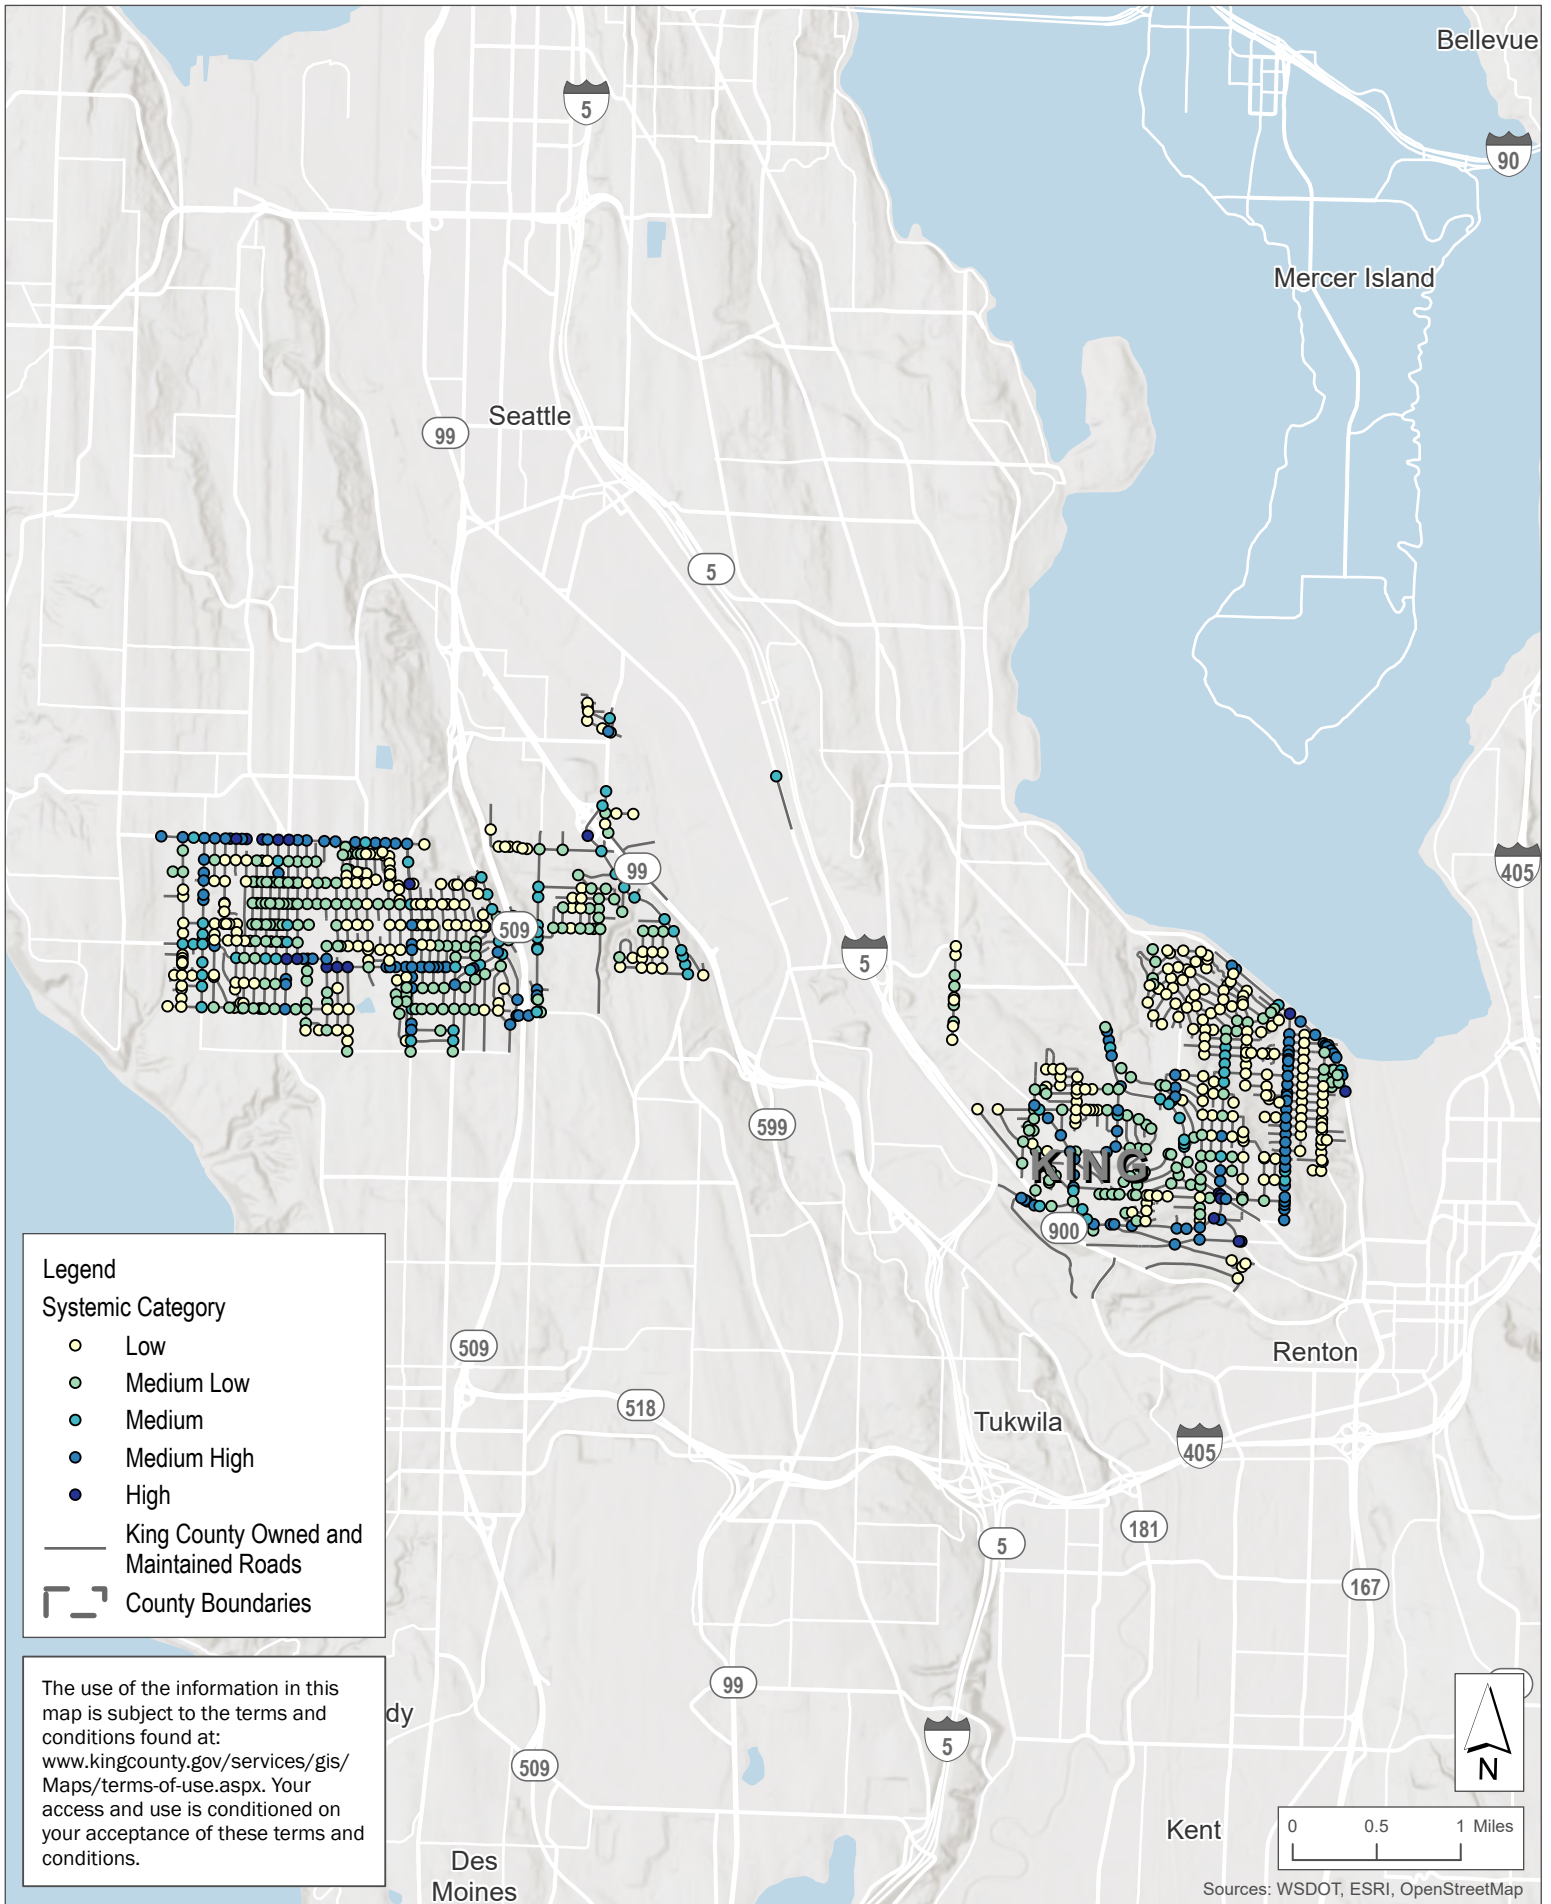 Bellevue
5
90
Mercer Island
Seattle
99
5
405
99
509
5
599
KING
900
Legend
Systemic Category
Low
Medium Low
Medium
Medium High
High
King County Owned and
Maintained Roads
County Boundaries
509
Renton
518
Tukwila
405
181
5
167
The use of the information in this
map is subject to the terms and
conditions found at:
www.kingcounty.gov/services/gis/
Maps/terms-of-use.aspx. Your
access and use is conditioned on
your acceptance of these terms and
conditions.
dy
99
5
509
N
Kent
0 0.5 1 Miles
Des
Moines
Sources: WSDOT, ESRI, OpenStreetMap